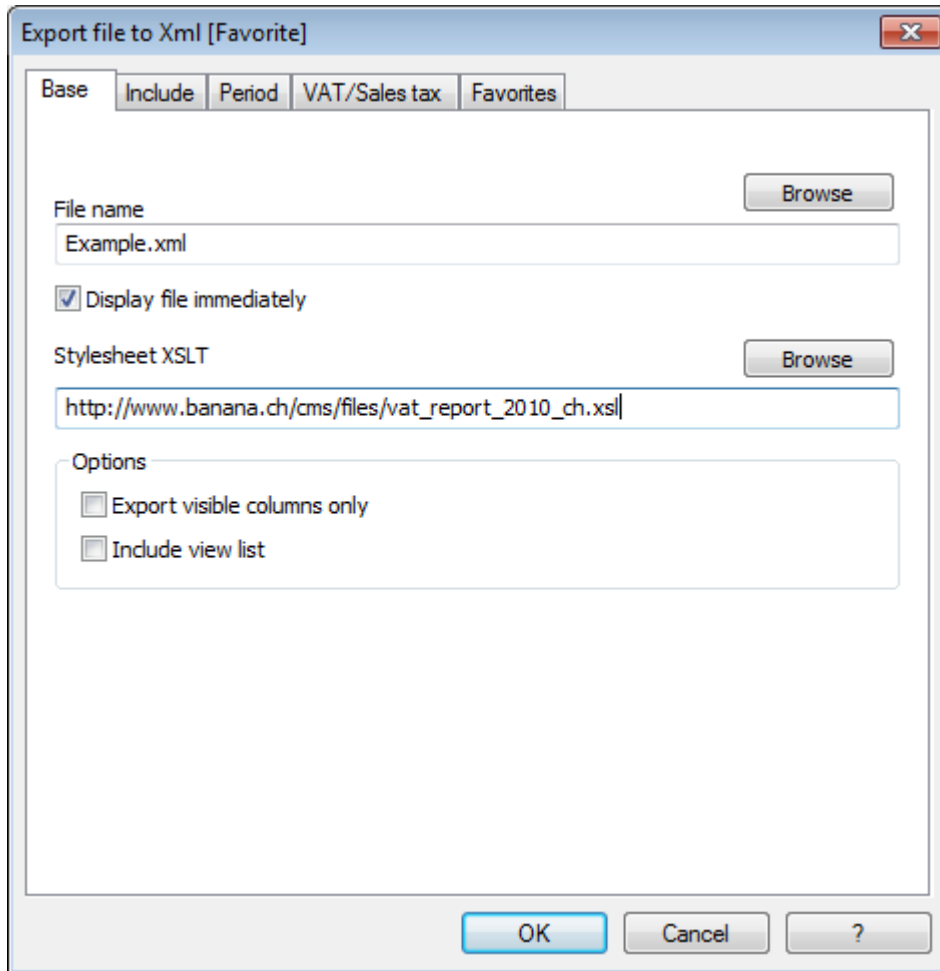 Export file to Xml [Favorite]
Base Include Period VAT/Sales tax Favorites
Browse
File name
Example.xml
Display file immediately
Stylesheet XSLT
Browse
http://www.banana.ch/cms/files/vat_report_2010_ch.xsl
Options
Export visible columns only
Include view list
OK Cancel ?